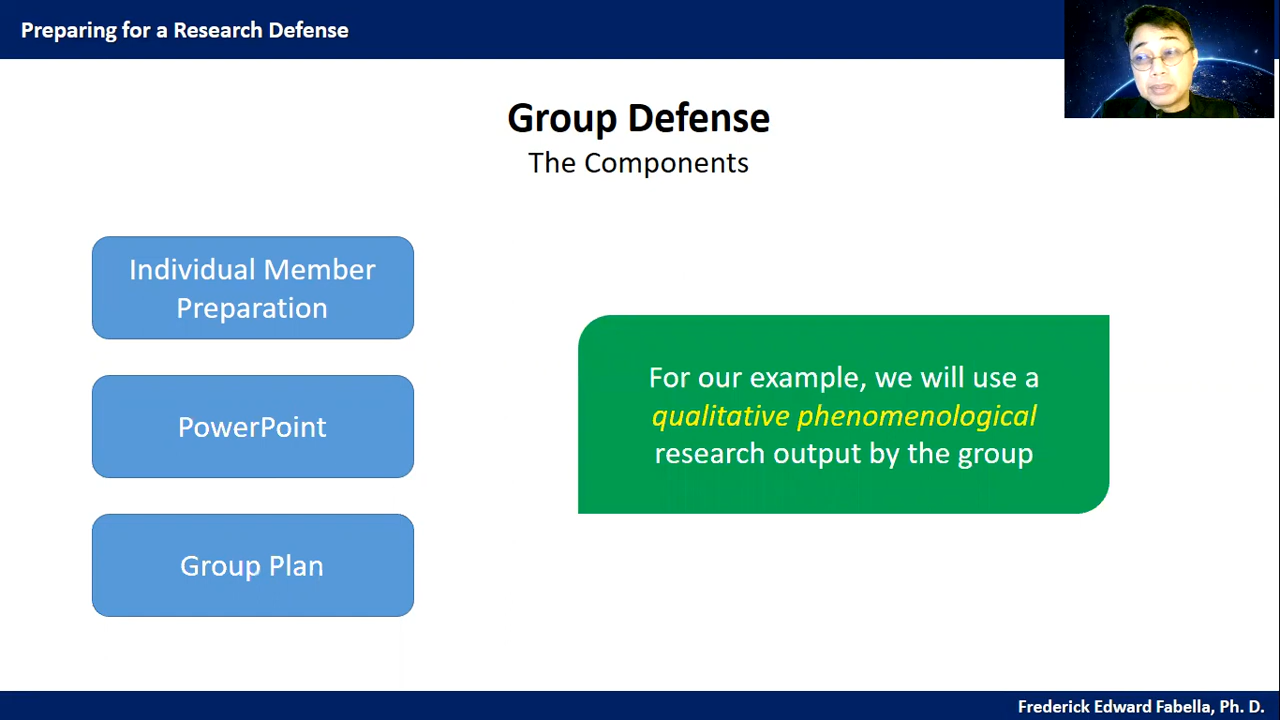 Preparing for a Research Defense
Group Defense
The Components
Individual Member
Preparation
PowerPoint
Group Plan
For our example, we will use a
qualitative phenomenological
research output by the group
Frederick Edward Fabella, Ph. D.